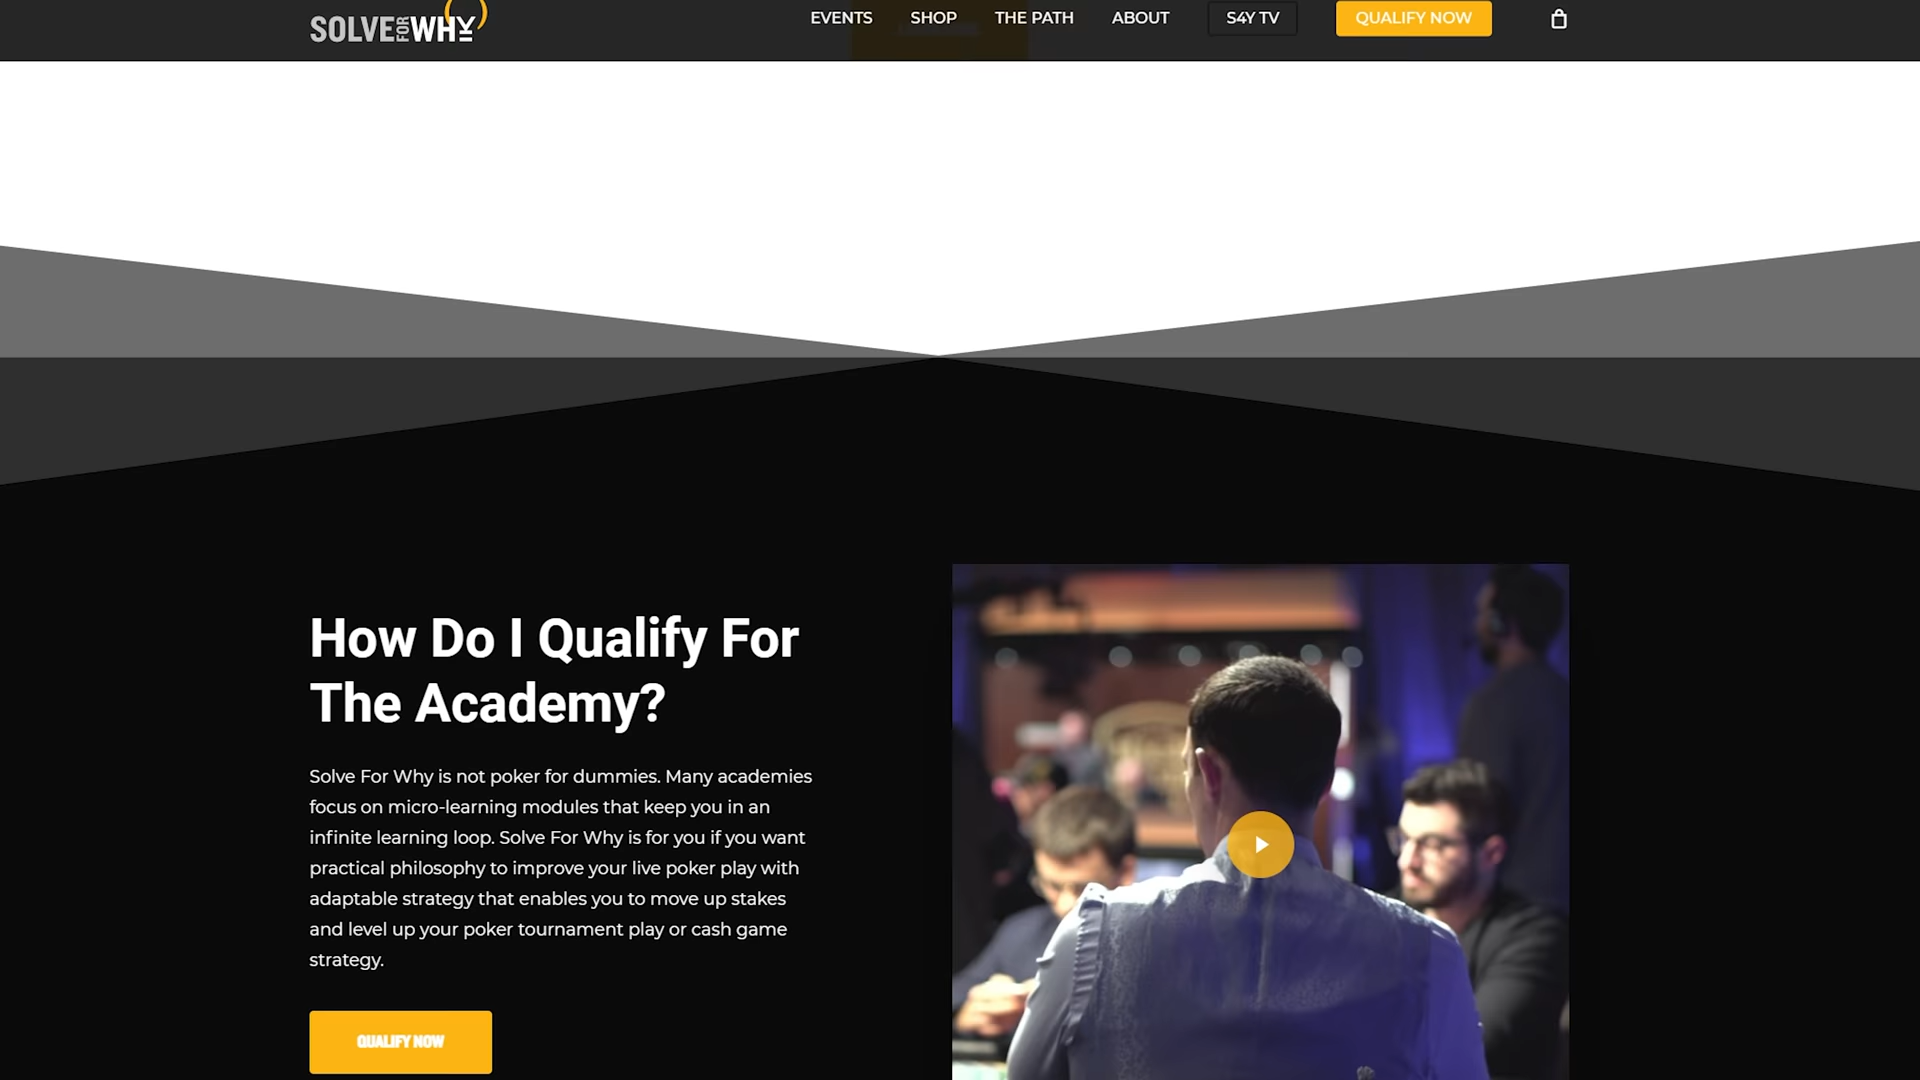 SOLVE FOR WHY
EVENTS SHOP THE PATH ABOUT S4Y TV QUALIFY NOW
How Do I Qualify For
The Academy?
Solve For Why is not poker for dummies. Many academies
focus on micro-learning modules that keep you in an
infinite learning loop. Solve For Why is for you if you want
practical philosophy to improve your live poker play with
adaptable strategy that enables you to move up stakes
and level up your poker tournament play or cash game
strategy.
QUALIFY NOW